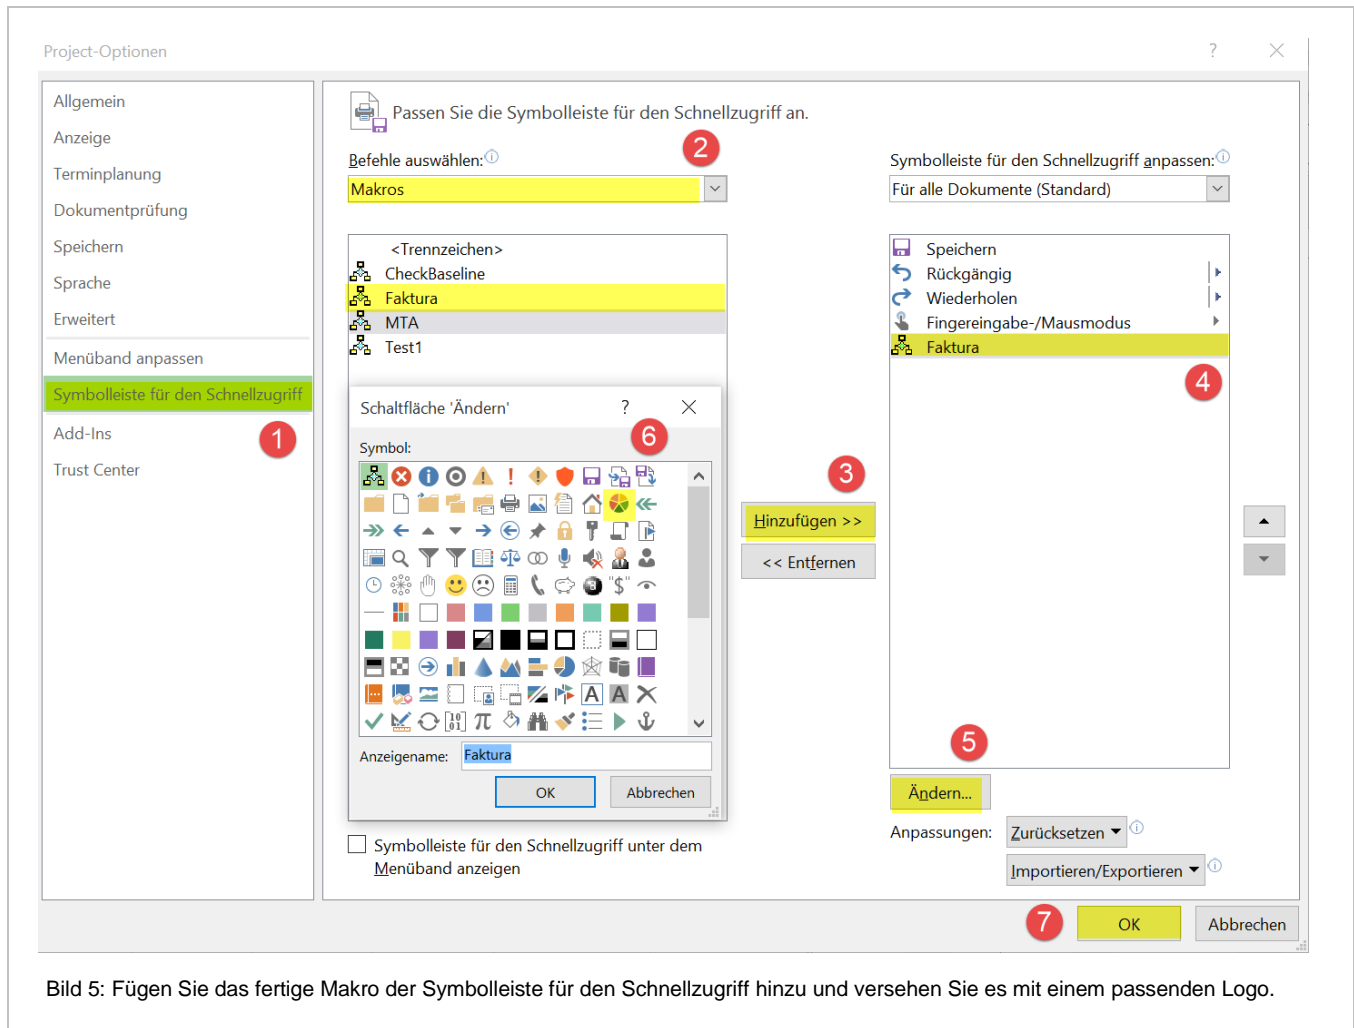 Project-Optionen
?
Allgemein
Anzeige
Terminplanung
Dokumentprüfung
Speichern
Sprache
Erweitert
Menüband anpassen
Symbolleiste für den Schnellzugriff
1
Add-Ins
Trust Center
Passen Sie die Symbolleiste für den Schnellzugriff an.
Befehle auswählen:
2
Makros
<Trennzeichen>
CheckBaseline
Faktura
MTA
Test1
Schaltfläche 'Ändern'
?
6
Symbol:
"$"
A A
10
01
π
Anzeigename: Faktura
OK
Abbrechen
Symbolleiste für den Schnellzugriff unter dem
Menüband anzeigen
3
Hinzufügen >>
<< Entfernen
Symbolleiste für den Schnellzugriff anpassen:
Für alle Dokumente (Standard)
Speichern
Rückgängig
Wiederholen
Fingereingabe-/Mausmodus
Faktura
4
5
Ändern...
Anpassungen: Zurücksetzen
Importieren/Exportieren
7
OK
Abbrechen
Bild 5: Fügen Sie das fertige Makro der Symbolleiste für den Schnellzugriff hinzu und versehen Sie es mit einem passenden Logo.